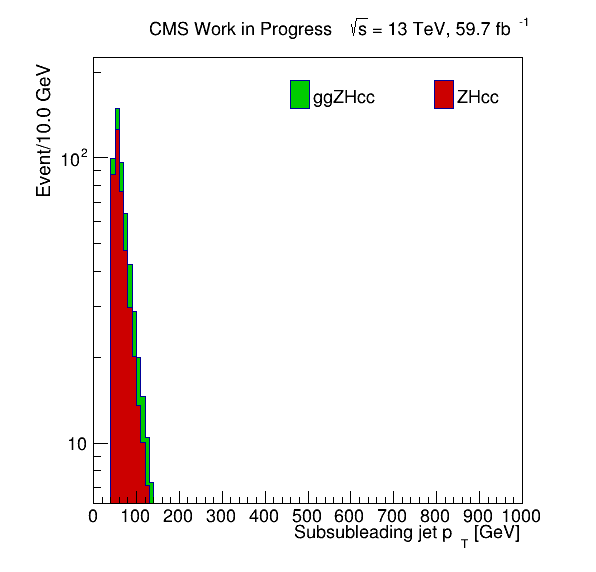 CMS Work in Progress √s = 13 TeV, 59.7 fb⁻¹
Event/10.0 GeV
ggZHcc ZHcc
10²
10
0 100 200 300 400 500 600 700 800 900 1000
Subsubleading jet p_T [GeV]